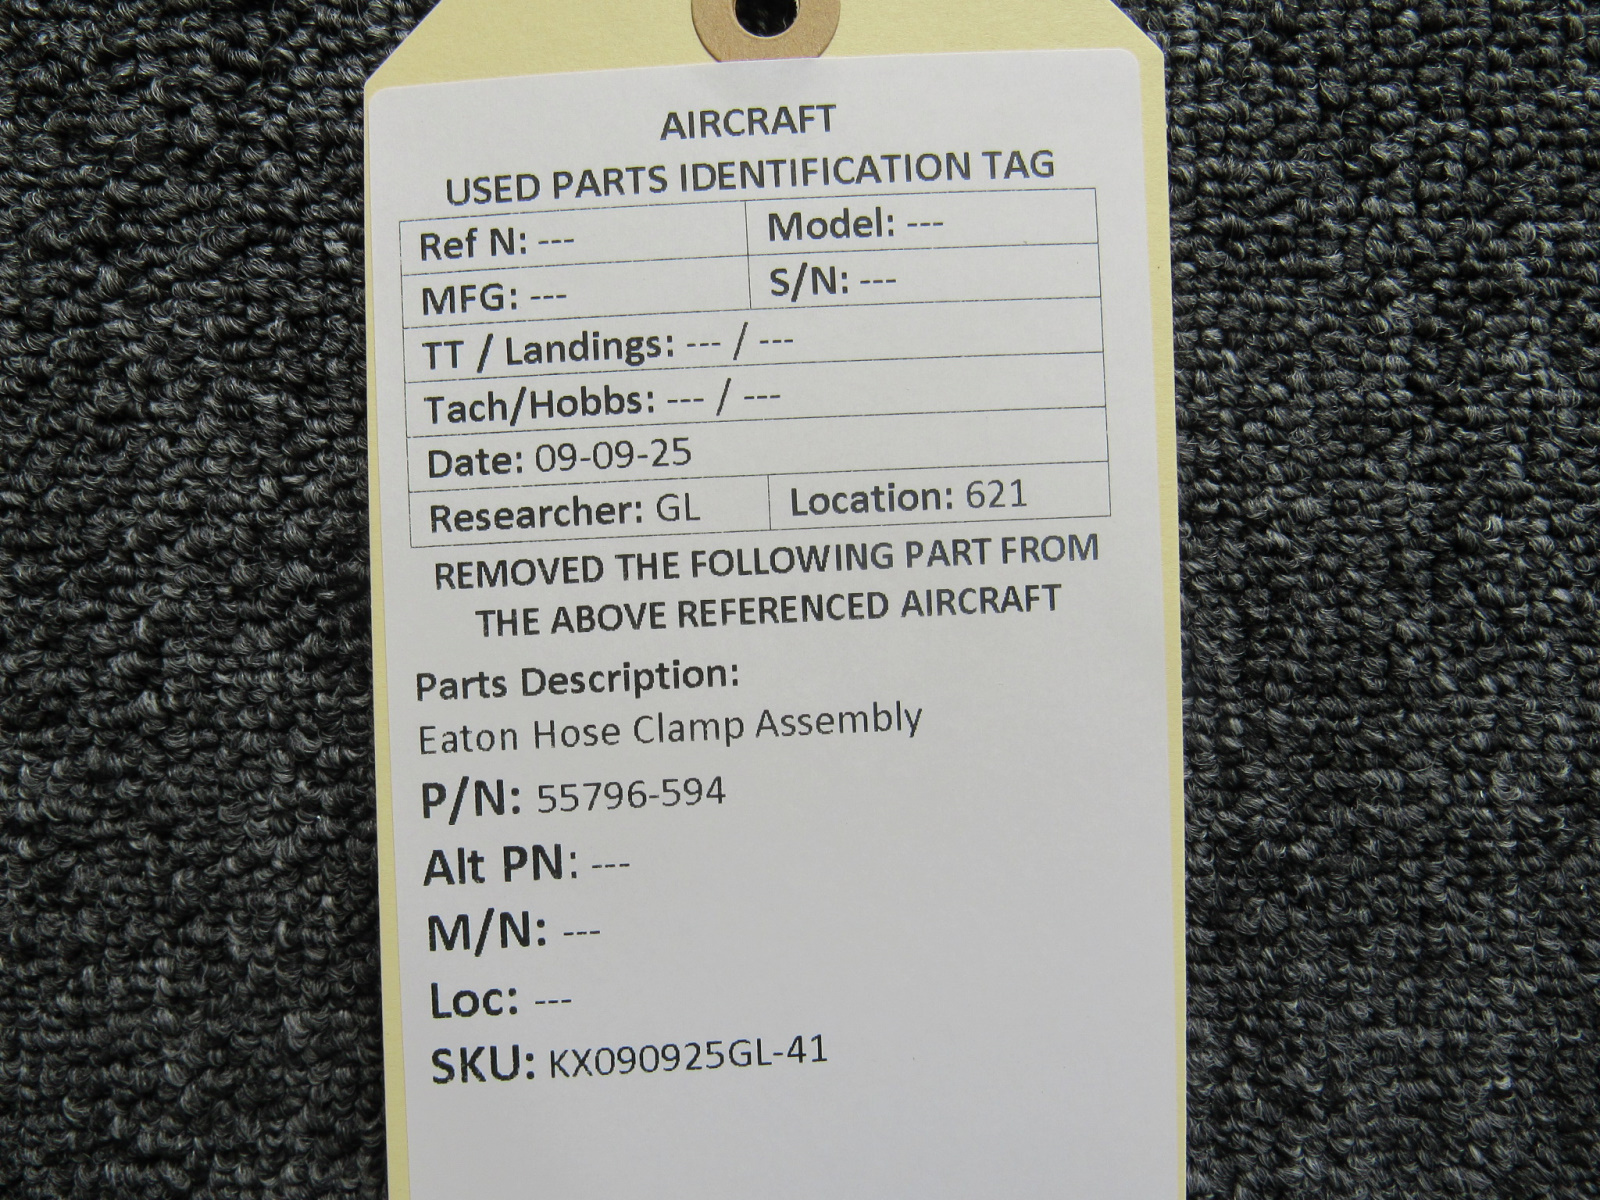 AIRCRAFT
USED PARTS IDENTIFICATION TAG
Ref N: --- Model: ---
MFG: --- S/N: ---
TT / Landings: --- / ---
Tach/Hobbs: --- / ---
Date: 09-09-25
Researcher: GL Location: 621
REMOVED THE FOLLOWING PART FROM
THE ABOVE REFERENCED AIRCRAFT
Parts Description:
Eaton Hose Clamp Assembly
P/N: 55796-594
Alt PN: ---
M/N: ---
Loc: ---
SKU: KX090925GL-41